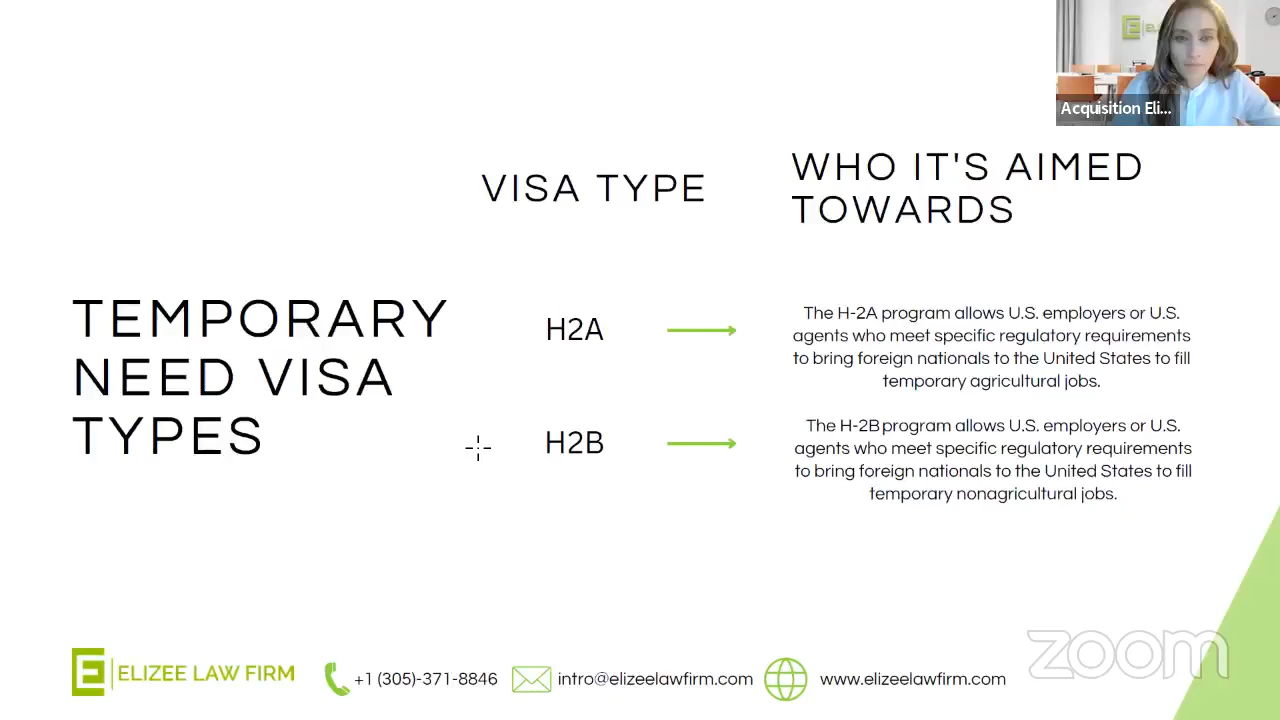 Acquisition Eli...
VISA TYPE
WHO IT'S AIMED
TOWARDS
TEMPORARY
NEED VISA
TYPES
H2A
The H-2A program allows U.S. employers or U.S.
agents who meet specific regulatory requirements
to bring foreign nationals to the United States to fill
temporary agricultural jobs.
H2B
The H-2B program allows U.S. employers or U.S.
agents who meet specific regulatory requirements
to bring foreign nationals to the United States to fill
temporary nonagricultural jobs.
ELIZEE LAW FIRM
+1 (305)-371-8846
intro@elizeelawfirm.com
www.elizeelawfirm.com
zoom